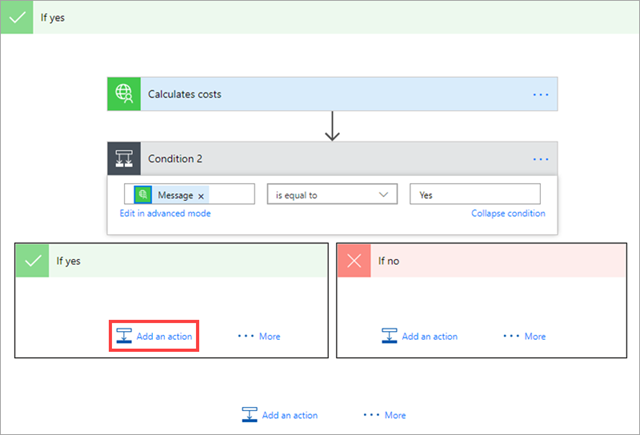 If yes
Calculates costs
Condition 2
Message x is equal to Yes
Edit in advanced mode Collapse condition
If yes
If no
Add an action More
Add an action More
Add an action More